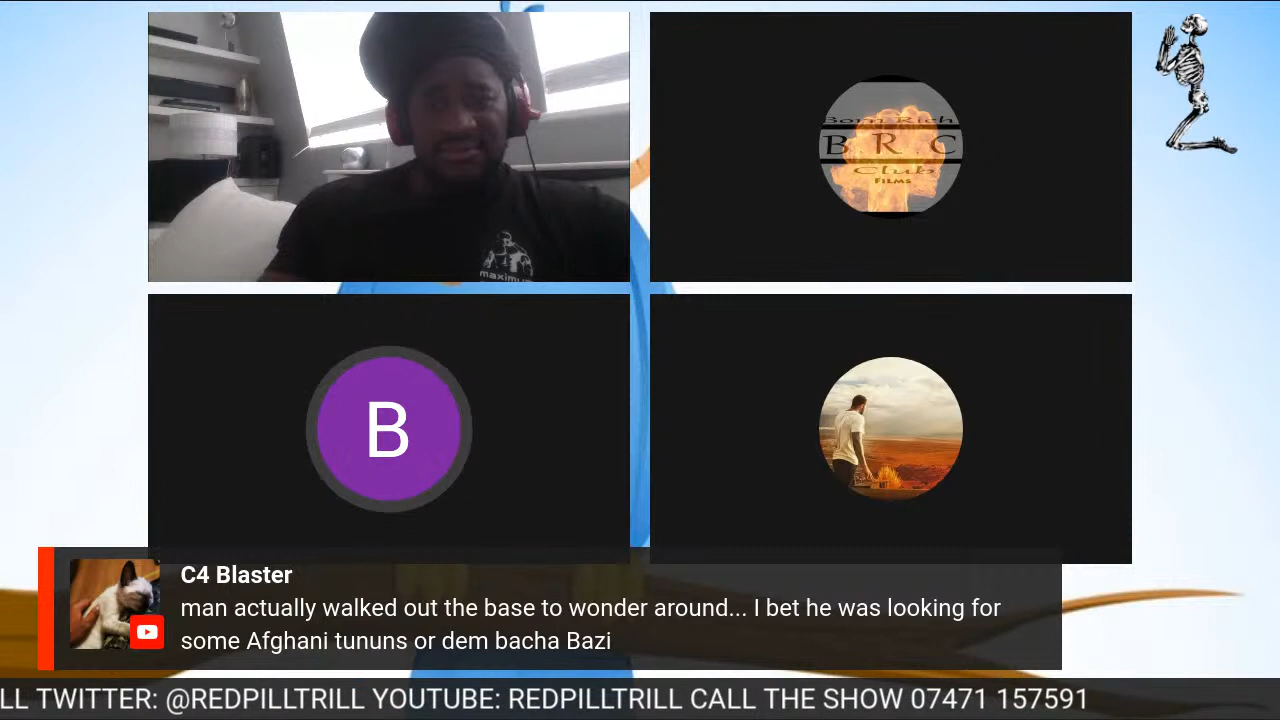 Born Rich
B R C
Club
FILMS
maximu
B
C4 Blaster
man actually walked out the base to wonder around... I bet he was looking for
some Afghani tununs or dem bacha Bazi
LL TWITTER: @REDPILLTRILL YOUTUBE: REDPILLTRILL CALL THE SHOW 07471 157591